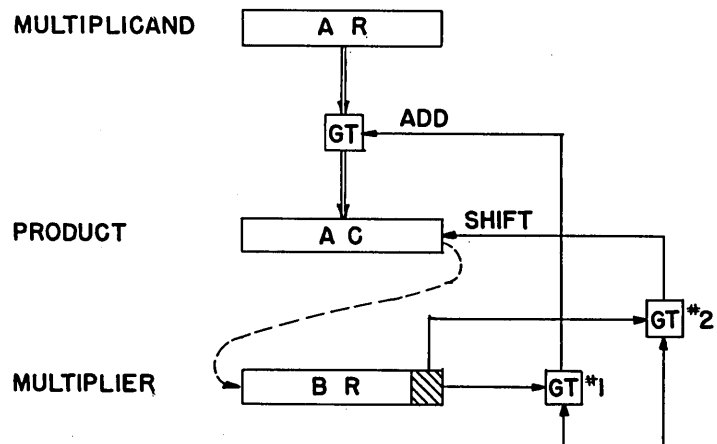 MULTIPLICAND A R
GT ADD
PRODUCT A C SHIFT
GT #2
MULTIPLIER B R GT #1